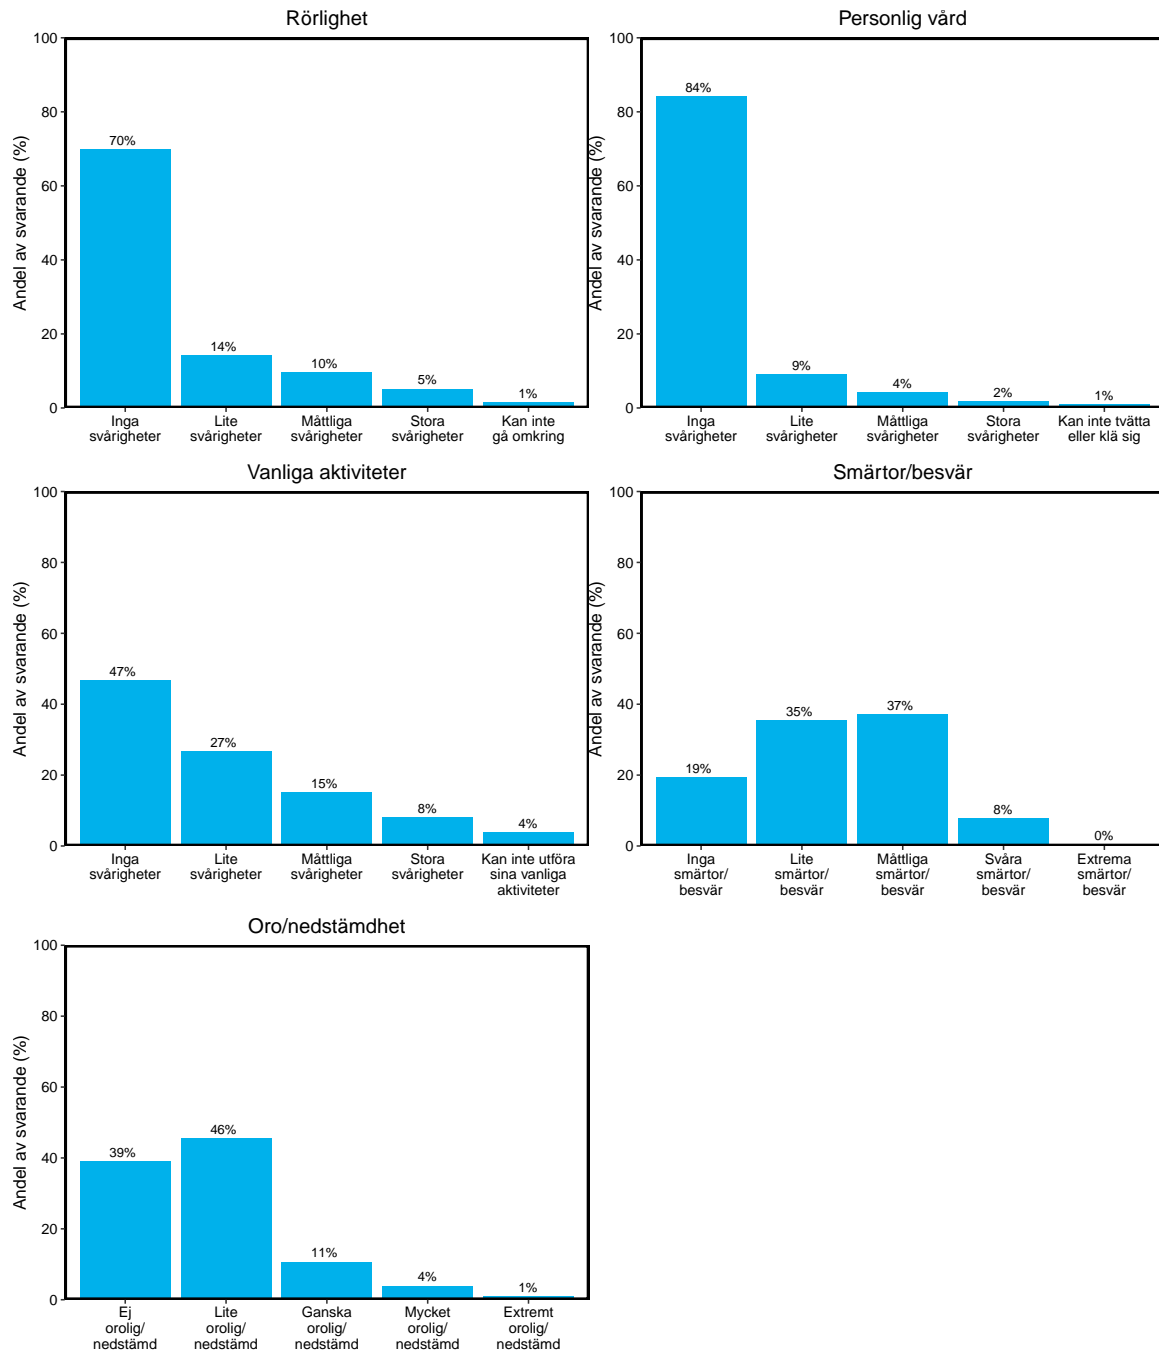 Rörlighet
Andel av svarande (%)
100
80
60
40
20
0
70%
14%
10%
5%
1%
Inga
svårigheter
Lite
svårigheter
Måttliga
svårigheter
Stora
svårigheter
Kan inte
gå omkring
Personlig vård
Andel av svarande (%)
100
80
60
40
20
0
84%
9%
4%
2%
1%
Inga
svårigheter
Lite
svårigheter
Måttliga
svårigheter
Stora
svårigheter
Kan inte tvätta
eller klä sig
Vanliga aktiviteter
Andel av svarande (%)
100
80
60
40
20
0
47%
27%
15%
8%
4%
Inga
svårigheter
Lite
svårigheter
Måttliga
svårigheter
Stora
svårigheter
Kan inte utföra
sina vanliga
aktiviteter
Smärtor/besvär
Andel av svarande (%)
100
80
60
40
20
0
19%
35%
37%
8%
0%
Inga
smärtor/
besvär
Lite
smärtor/
besvär
Måttliga
smärtor/
besvär
Svåra
smärtor/
besvär
Extrema
smärtor/
besvär
Oro/nedstämdhet
Andel av svarande (%)
100
80
60
40
20
0
39%
46%
11%
4%
1%
Ej
orolig/
nedstämd
Lite
orolig/
nedstämd
Ganska
orolig/
nedstämd
Mycket
orolig/
nedstämd
Extremt
orolig/
nedstämd